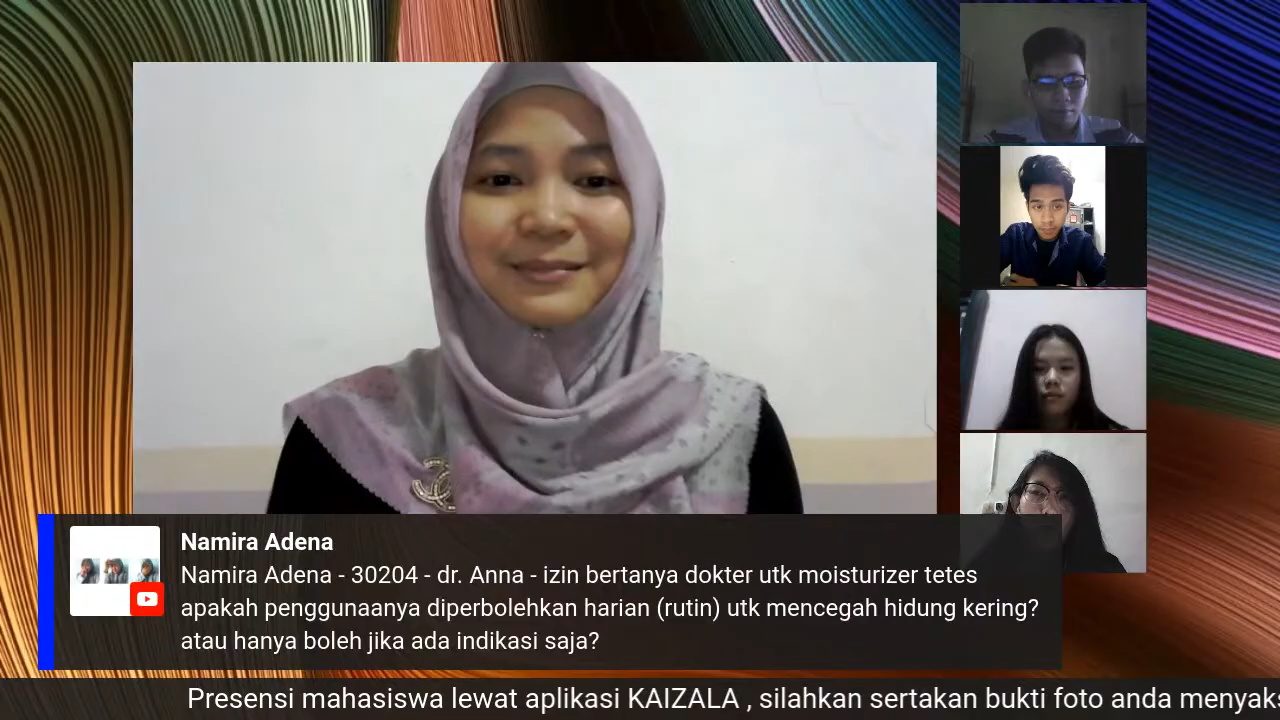 Namira Adena
Namira Adena - 30204 - dr. Anna - izin bertanya dokter utk moisturizer tetes
apakah penggunaanya diperbolehkan harian (rutin) utk mencegah hidung kering?
atau hanya boleh jika ada indikasi saja?
Presensi mahasiswa lewat aplikasi KAIZALA , silahkan sertakan bukti foto anda menyaks